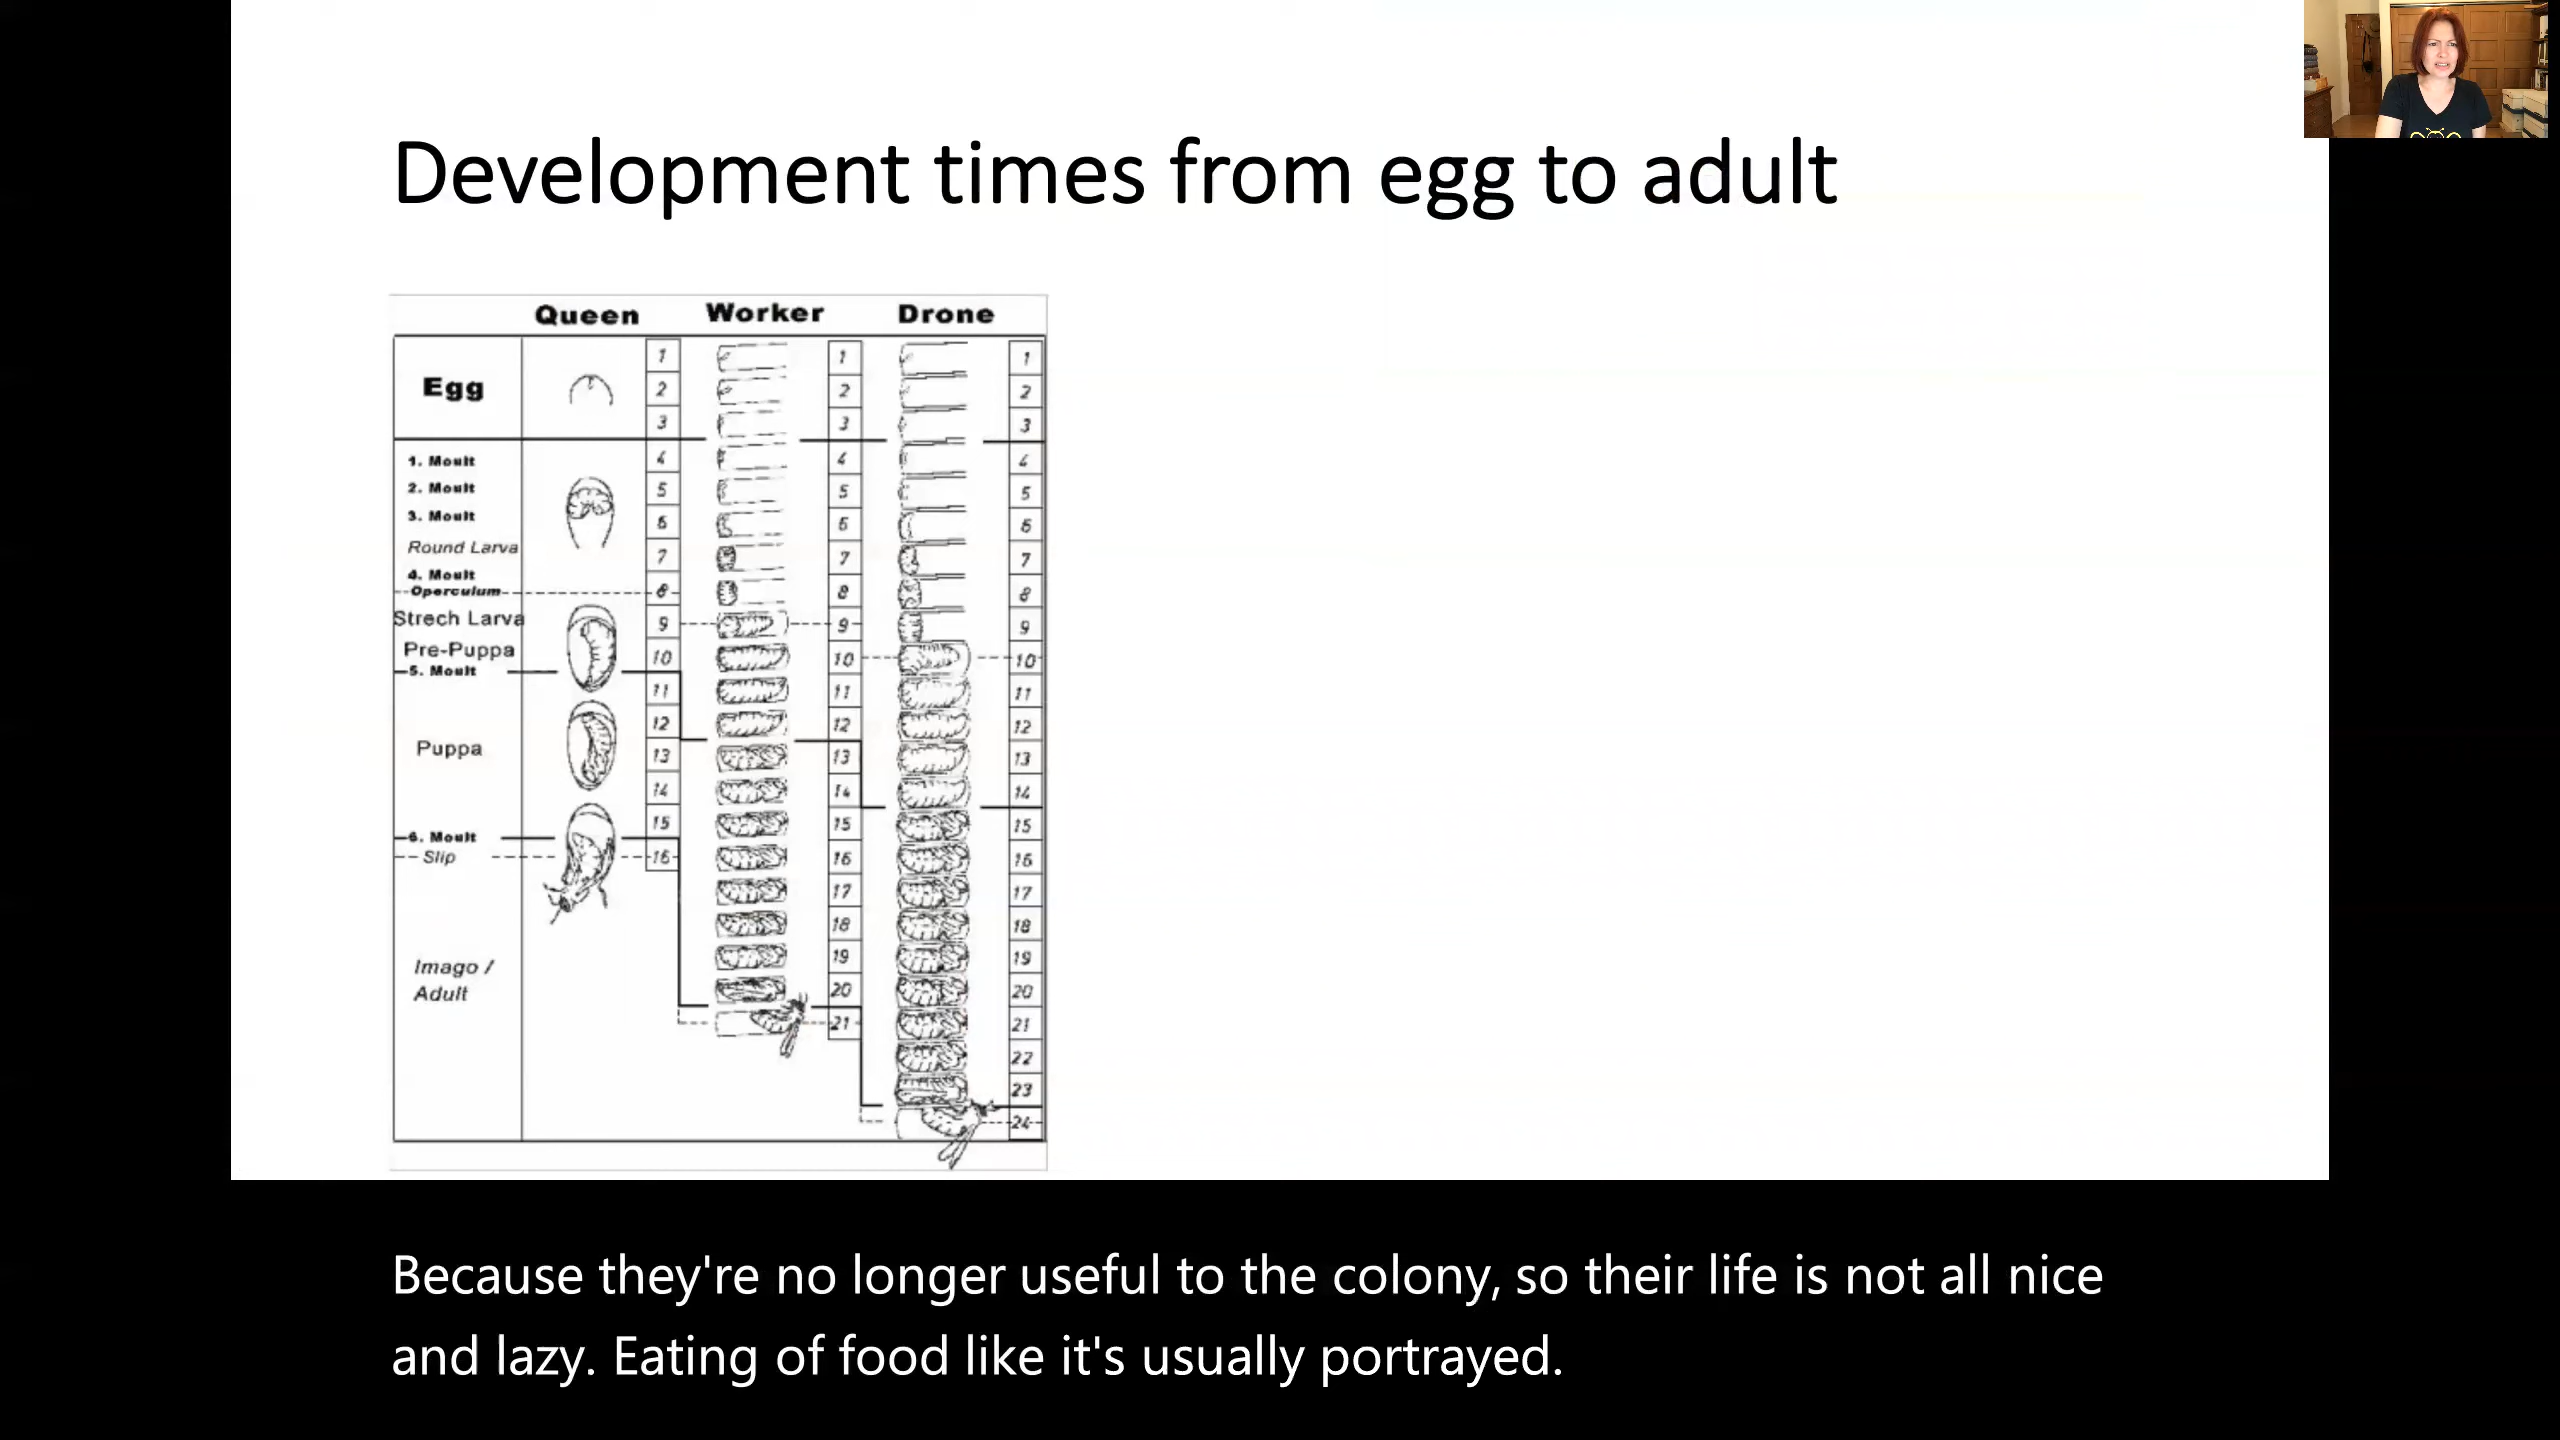 Development times from egg to adult
Queen Worker Drone
Egg
1 1 1
2 2 2
3 3 3
1. Moult 4 4 4
2. Moult 5 5 5
3. Moult 6 6 6
Round Larva 7 7 7
4. Moult
Operculum 8 8 8
Strech Larva 9 9 9
Pre-Puppa 10 10 10
5. Moult
11 11 11
12 12 12
Puppa 13 13 13
14 14 14
15 15 15
6. Moult
Slip 16 16 16
17 17
18 18
19 19
Imago /
Adult
20 20
21 21
22
23
24
Because they're no longer useful to the colony, so their life is not all nice
and lazy. Eating of food like it's usually portrayed.